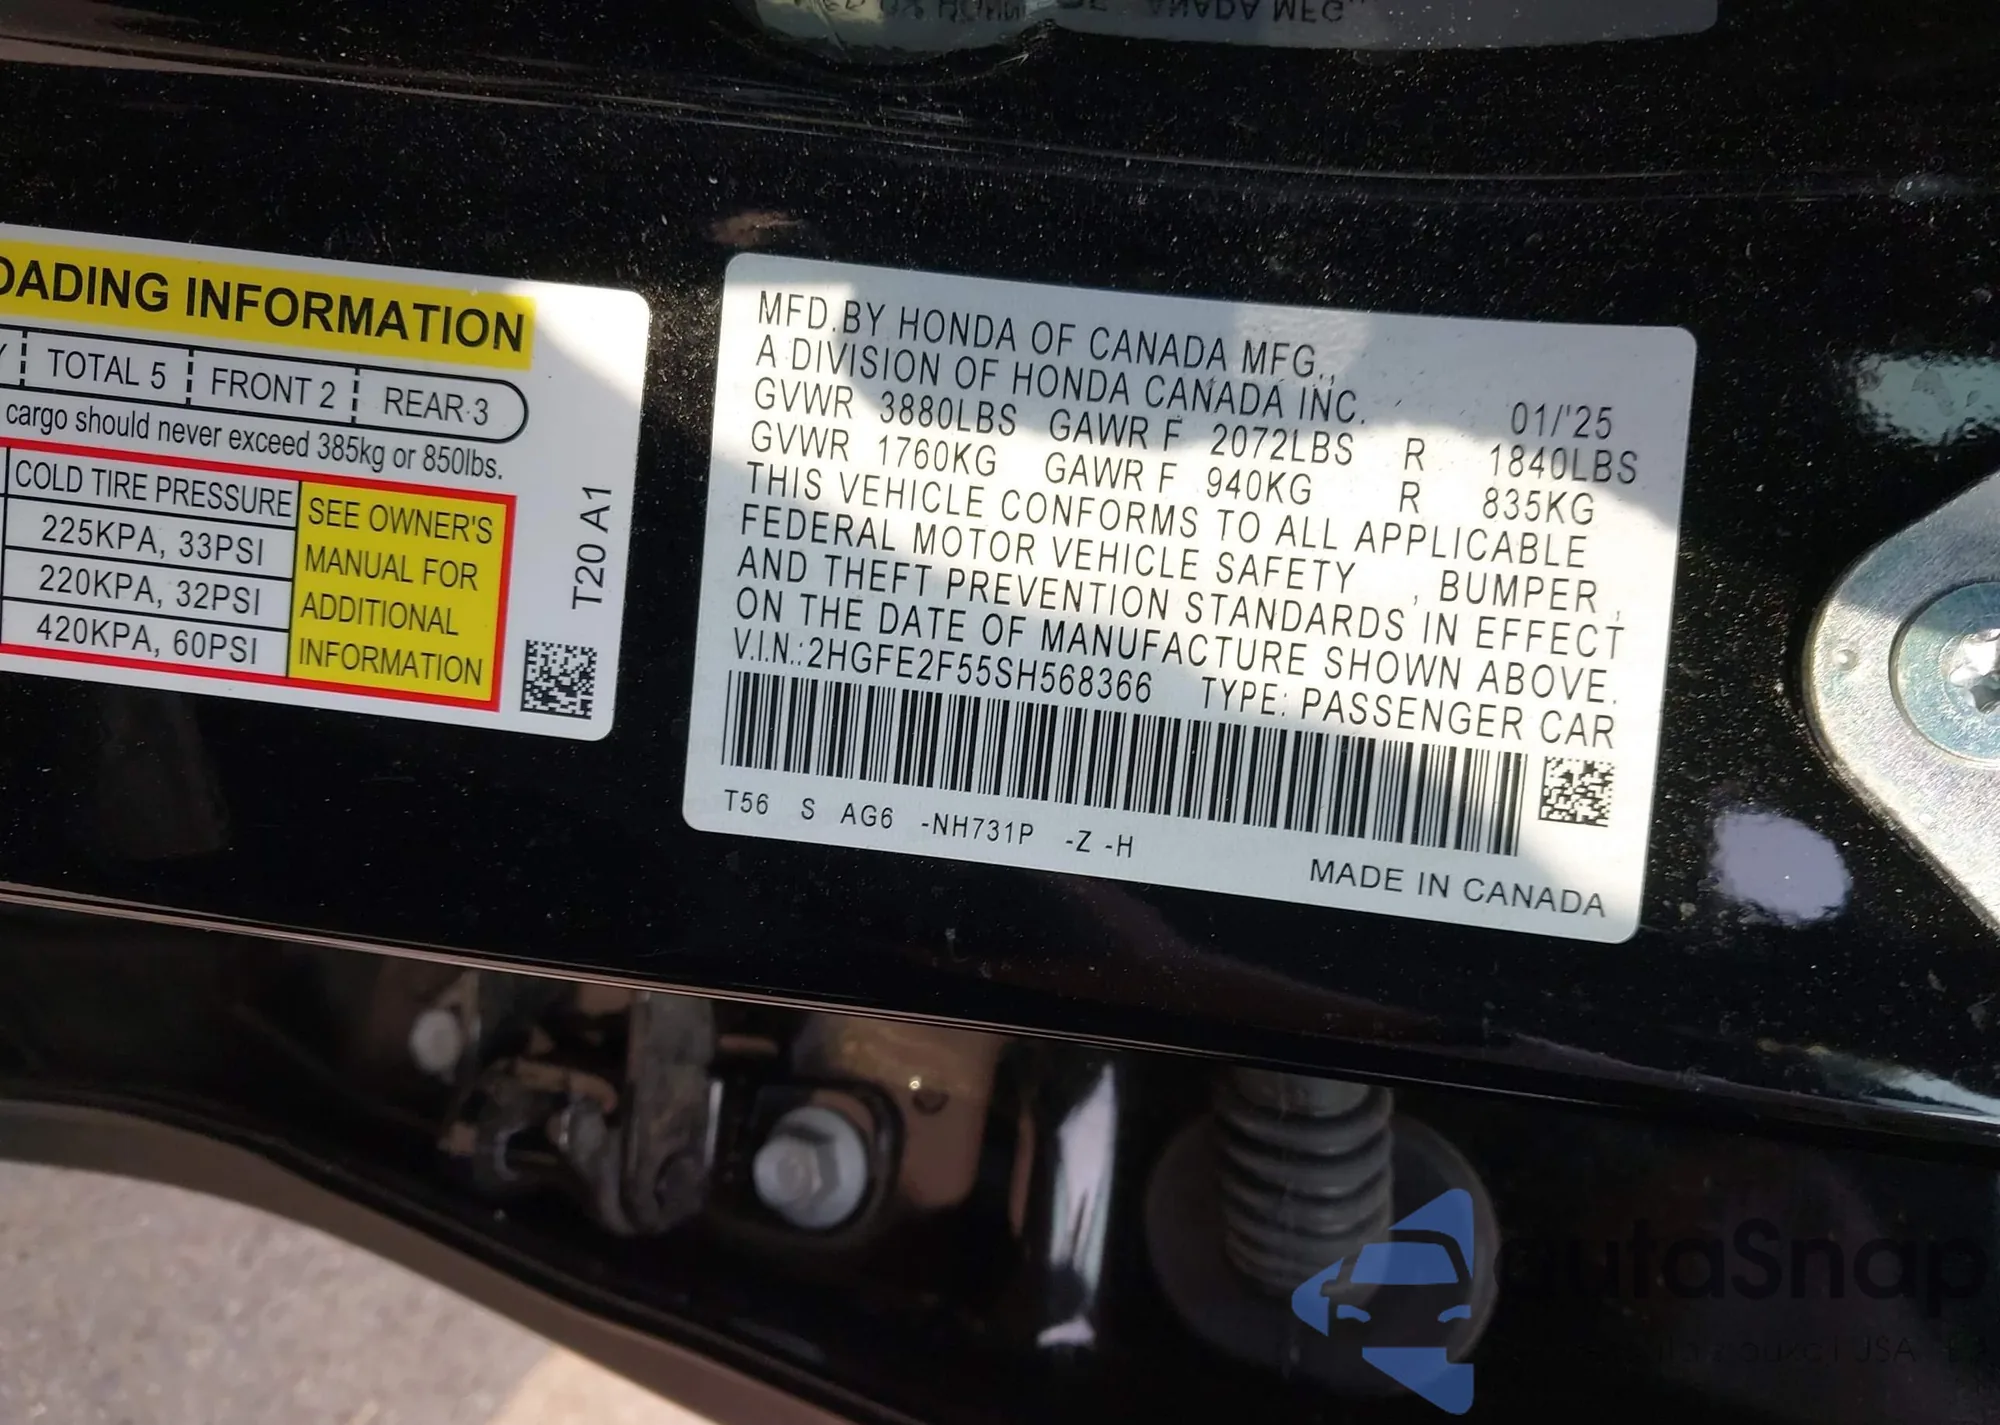 OADING INFORMATION
TOTAL 5 FRONT 2 REAR 3
cargo should never exceed 385kg or 850lbs.
COLD TIRE PRESSURE
225KPA, 33PSI
220KPA, 32PSI
420KPA, 60PSI
SEE OWNER'S
MANUAL FOR
ADDITIONAL
INFORMATION
T20 A1
MFD.BY HONDA OF CANADA MFG.,
A DIVISION OF HONDA CANADA INC. 01/'25
GVWR 3880LBS GAWR F 2072LBS R 1840LBS
GVWR 1760KG GAWR F 940KG R 835KG
THIS VEHICLE CONFORMS TO ALL APPLICABLE
FEDERAL MOTOR VEHICLE SAFETY , BUMPER ,
AND THEFT PREVENTION STANDARDS IN EFFECT
ON THE DATE OF MANUFACTURE SHOWN ABOVE.
V.I.N.:2HGFE2F55SH568366 TYPE: PASSENGER CAR
T56 S AG6 -NH731P -Z -H
MADE IN CANADA
autaSnap